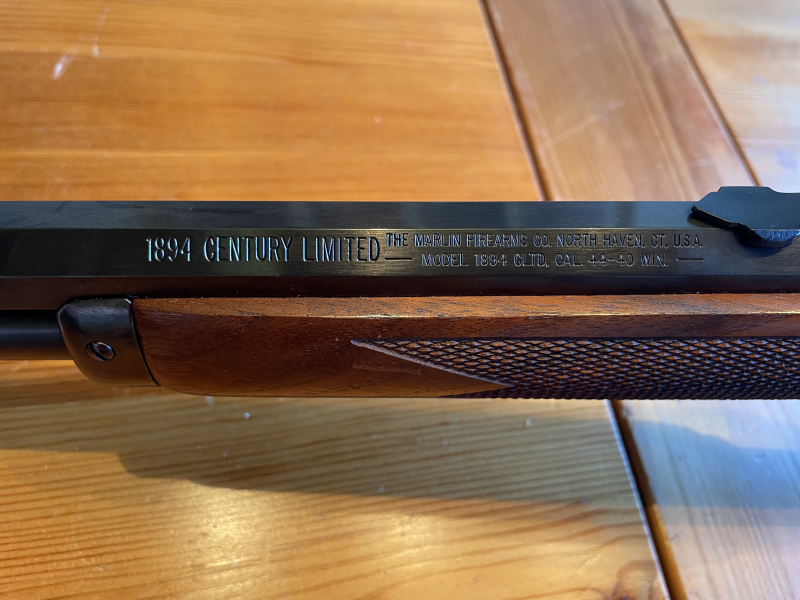 1894 CENTURY LIMITED
THE MARLIN FIREARMS CO. NORTH HAVEN, CT, U.S.A.
— MODEL 1894 CLTD, CAL. 44-40 WIN. —